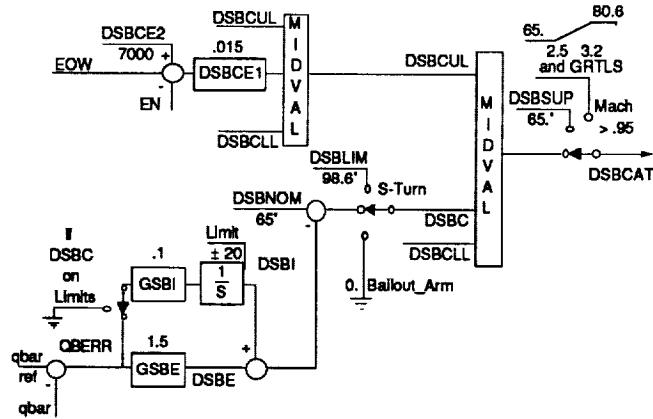 DSBCUL
DSBCE2
7000
+
EOW
-
EN
.015
DSBCE1
MIDVAL
DSBCLL
DSBCUL
65.
80.6
2.5 3.2
and GRTLS
DSBSUP
65.°
Mach
> .95
DSBCAT
MIDVAL
DSBLIM
98.6°
S-Turn
DSBNOM
65°
-
DSBC
DSBCLL
0. Bailout_Arm
If
DSBC
on
Limits
.1
GSBI
Limit
± 20
1
S
DSBI
QBERR
1.5
GSBE
DSBE
+
qbar
ref
-
qbar